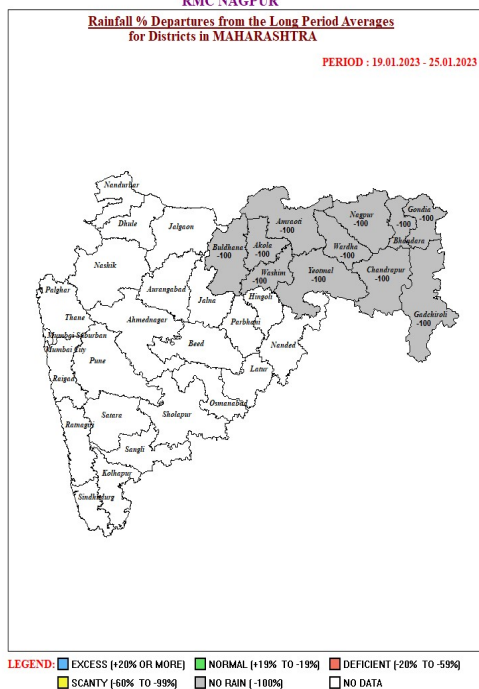 RMC NAGPUR
Rainfall % Departures from the Long Period Averages
for Districts in MAHARASHTRA
PERIOD : 19.01.2023 - 25.01.2023
Nandurbar
Dhule
Jalgaon
Nashik
Buldhana
-100
Akola
-100
Amraoti
-100
Washim
-100
Yeotmal
-100
Wardha
-100
Nagpur
-100
Bhandara
-100
Gondia
-100
Chandrapur
-100
Gadchiroli
-100
Palghar
Thane
Mumbai Suburban
Mumbai City
Raigad
Pune
Ahmednagar
Aurangabad
Jalna
Hingoli
Parbhani
Nanded
Beed
Latur
Osmanabad
Sholapur
Satara
Ratnagiri
Sangli
Kolhapur
Sindhudurg
LEGEND: EXCESS (+20% OR MORE) NORMAL (+19% TO -19%) DEFICIENT (-20% TO -59%)
SCANTY (-60% TO -99%) NO RAIN (-100%) NO DATA